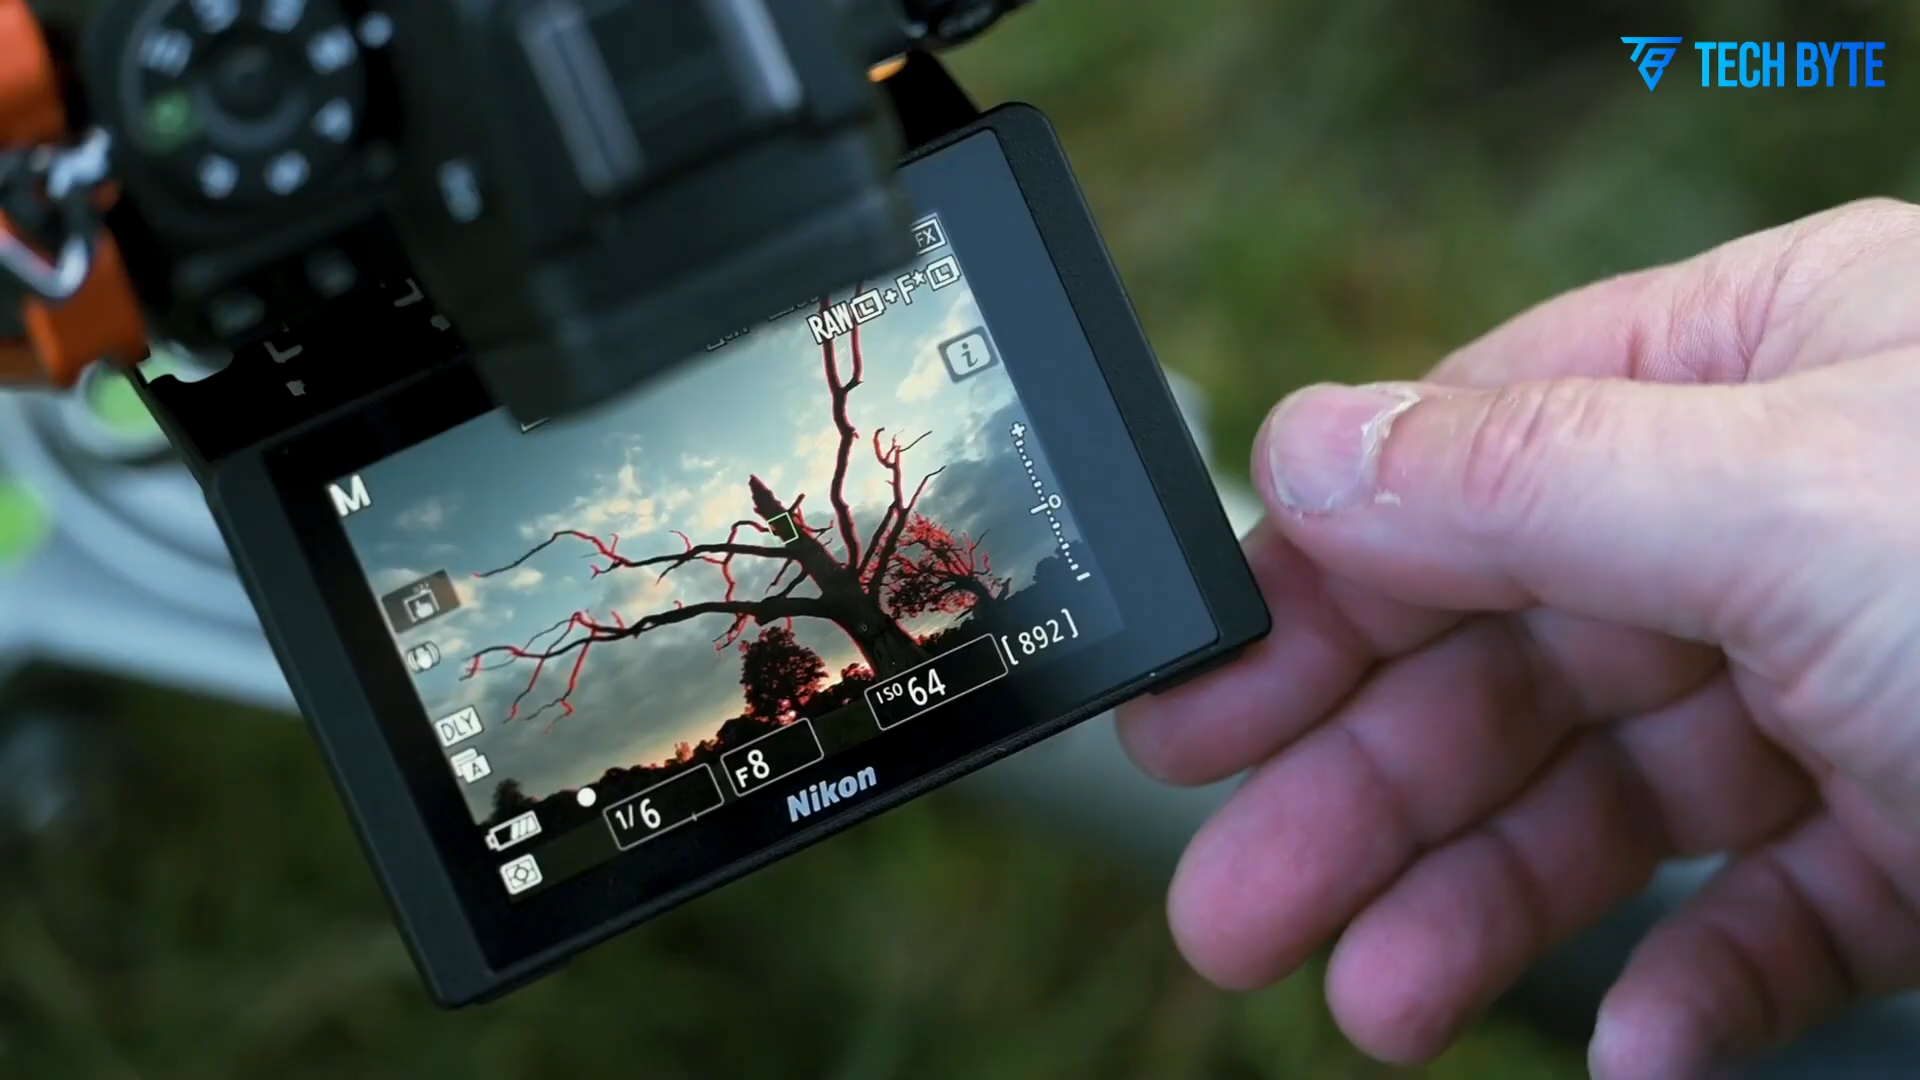 TECH BYTE
FX
RAW L + F★ L
i
M
DLY
A
1/6
F8
ISO 64
[892]
Nikon